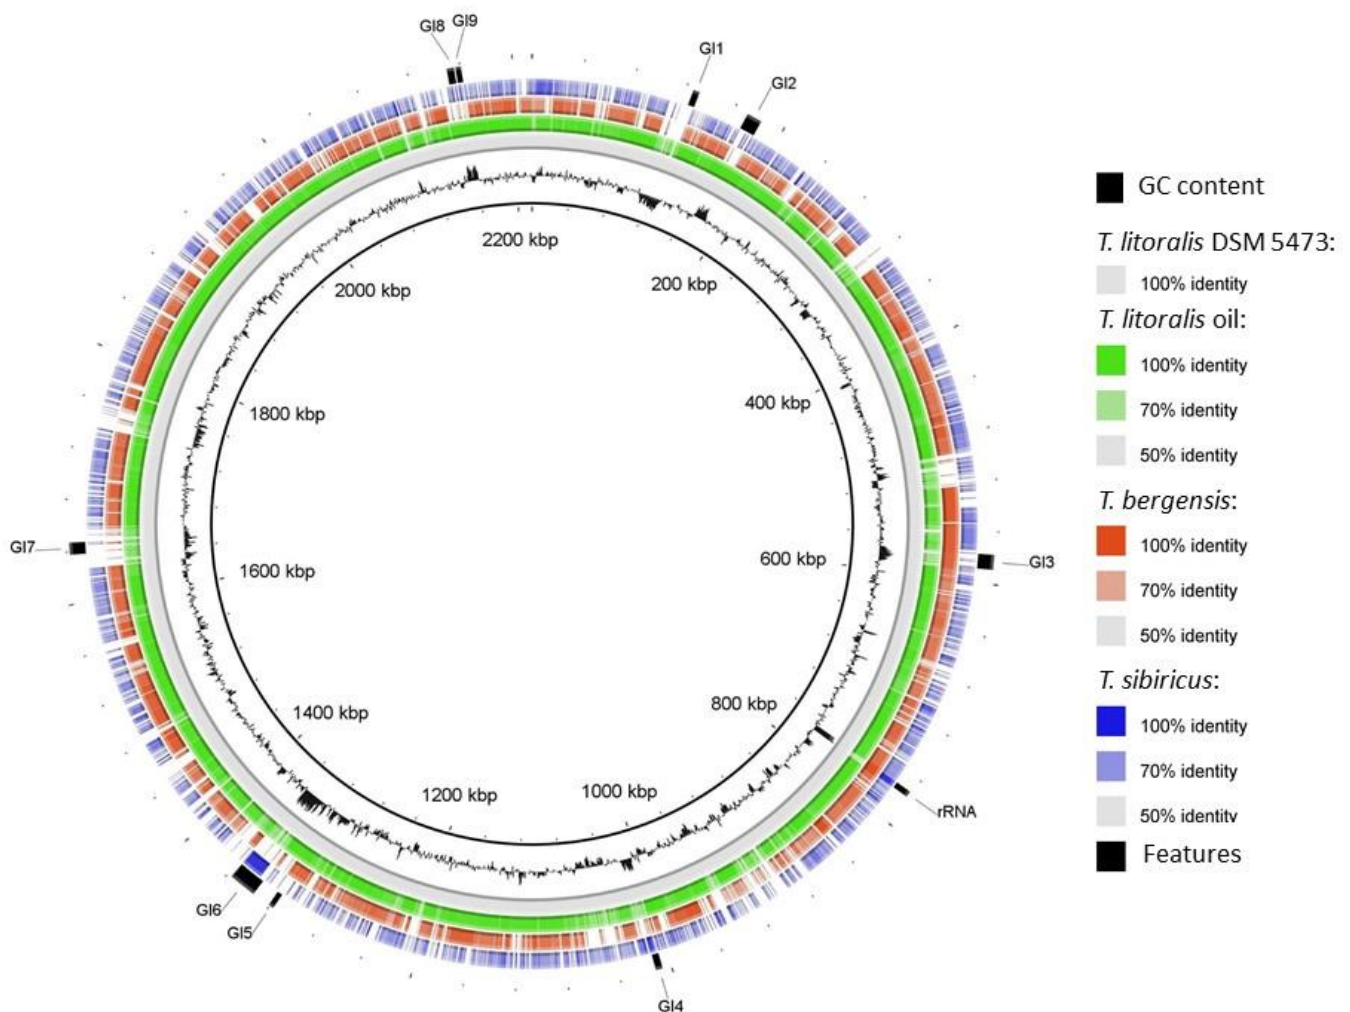 GI8 GI9
GI1
GI2
2200 kbp
2000 kbp
200 kbp
1800 kbp
400 kbp
GI7
1600 kbp
600 kbp
GI3
1400 kbp
800 kbp
1200 kbp
1000 kbp
rRNA
GI6
GI5
GI4
GC content
T. litoralis DSM 5473:
100% identity
T. litoralis oil:
100% identity
70% identity
50% identity
T. bergensis:
100% identity
70% identity
50% identity
T. sibiricus:
100% identity
70% identity
50% identity
Features